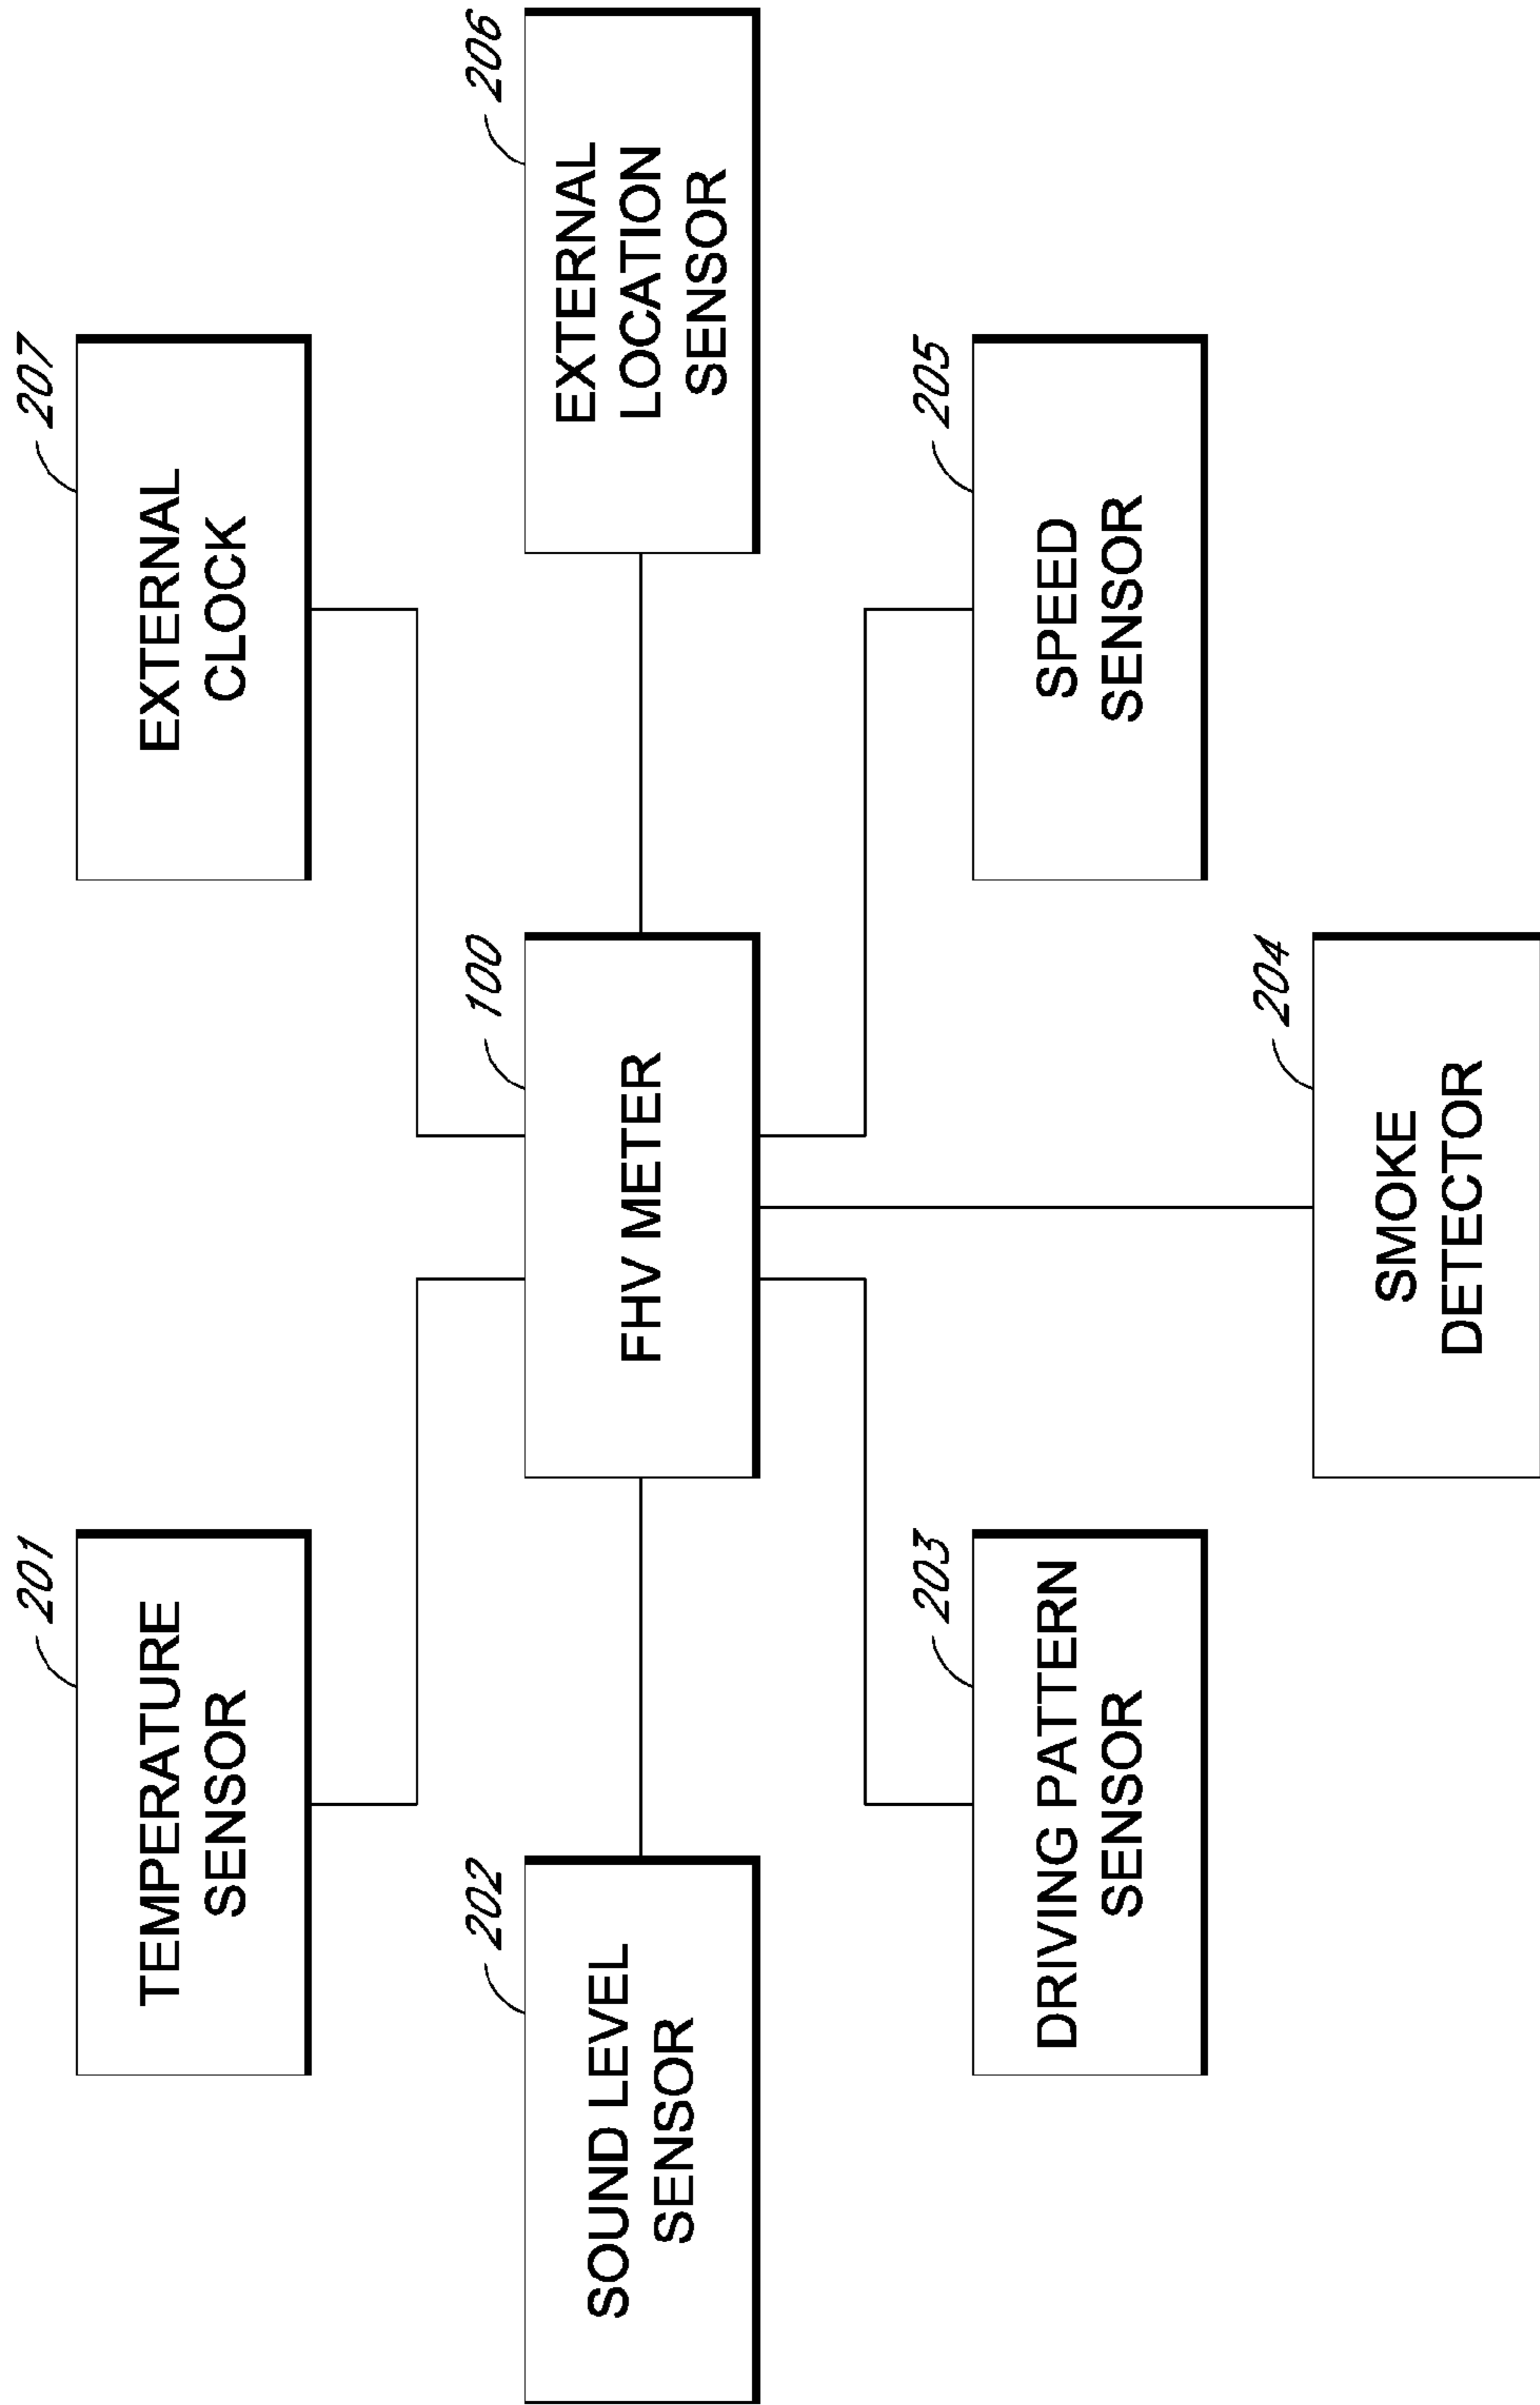 201
TEMPERATURE
SENSOR
207
EXTERNAL
CLOCK
202
SOUND LEVEL
SENSOR
100
FHV METER
206
EXTERNAL
LOCATION
SENSOR
203
DRIVING PATTERN
SENSOR
205
SPEED
SENSOR
204
SMOKE
DETECTOR